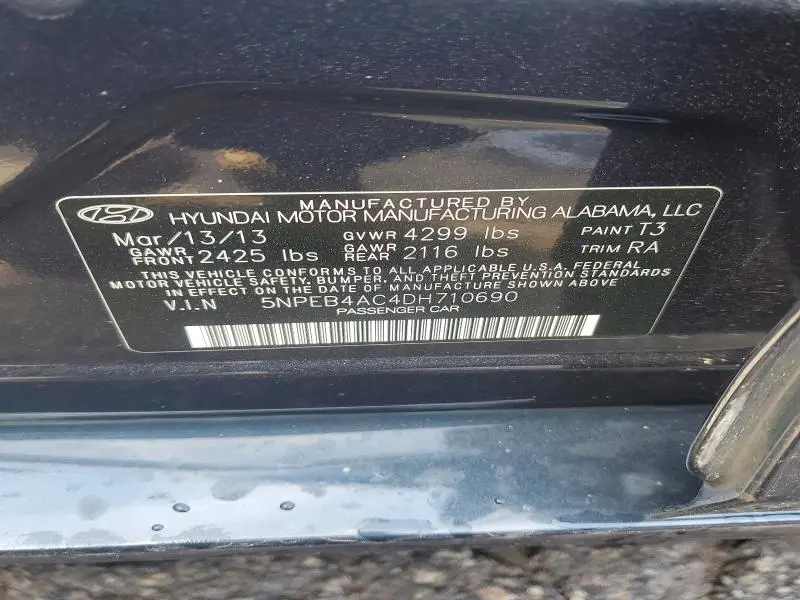 MANUFACTURED BY
HYUNDAI MOTOR MANUFACTURING ALABAMA, LLC
Mar/13/13 GVWR 4299 lbs PAINT T3
GAWR FRONT 2425 lbs GAWR REAR 2116 lbs TRIM RA
THIS VEHICLE CONFORMS TO ALL APPLICABLE U.S.A. FEDERAL
MOTOR VEHICLE SAFETY, BUMPER, AND THEFT PREVENTION STANDARDS
IN EFFECT ON THE DATE OF MANUFACTURE SHOWN ABOVE
V.I.N 5NPEB4AC4DH710690
PASSENGER CAR